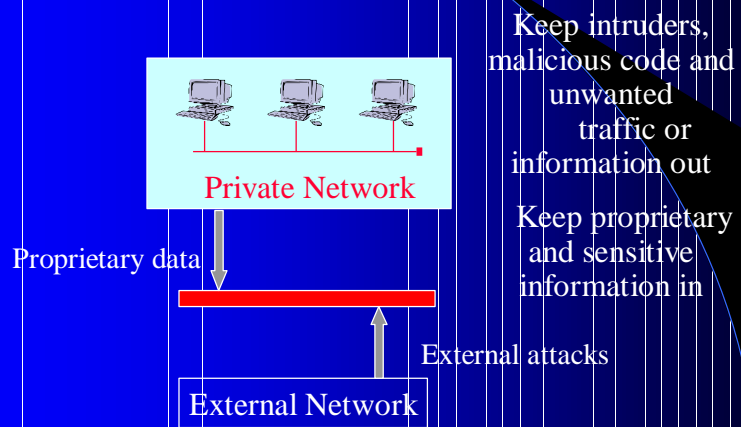 Keep intruders,
malicious code and
unwanted
traffic or
information out
Private Network
Keep proprietary
and sensitive
information in
Proprietary data
External attacks
External Network